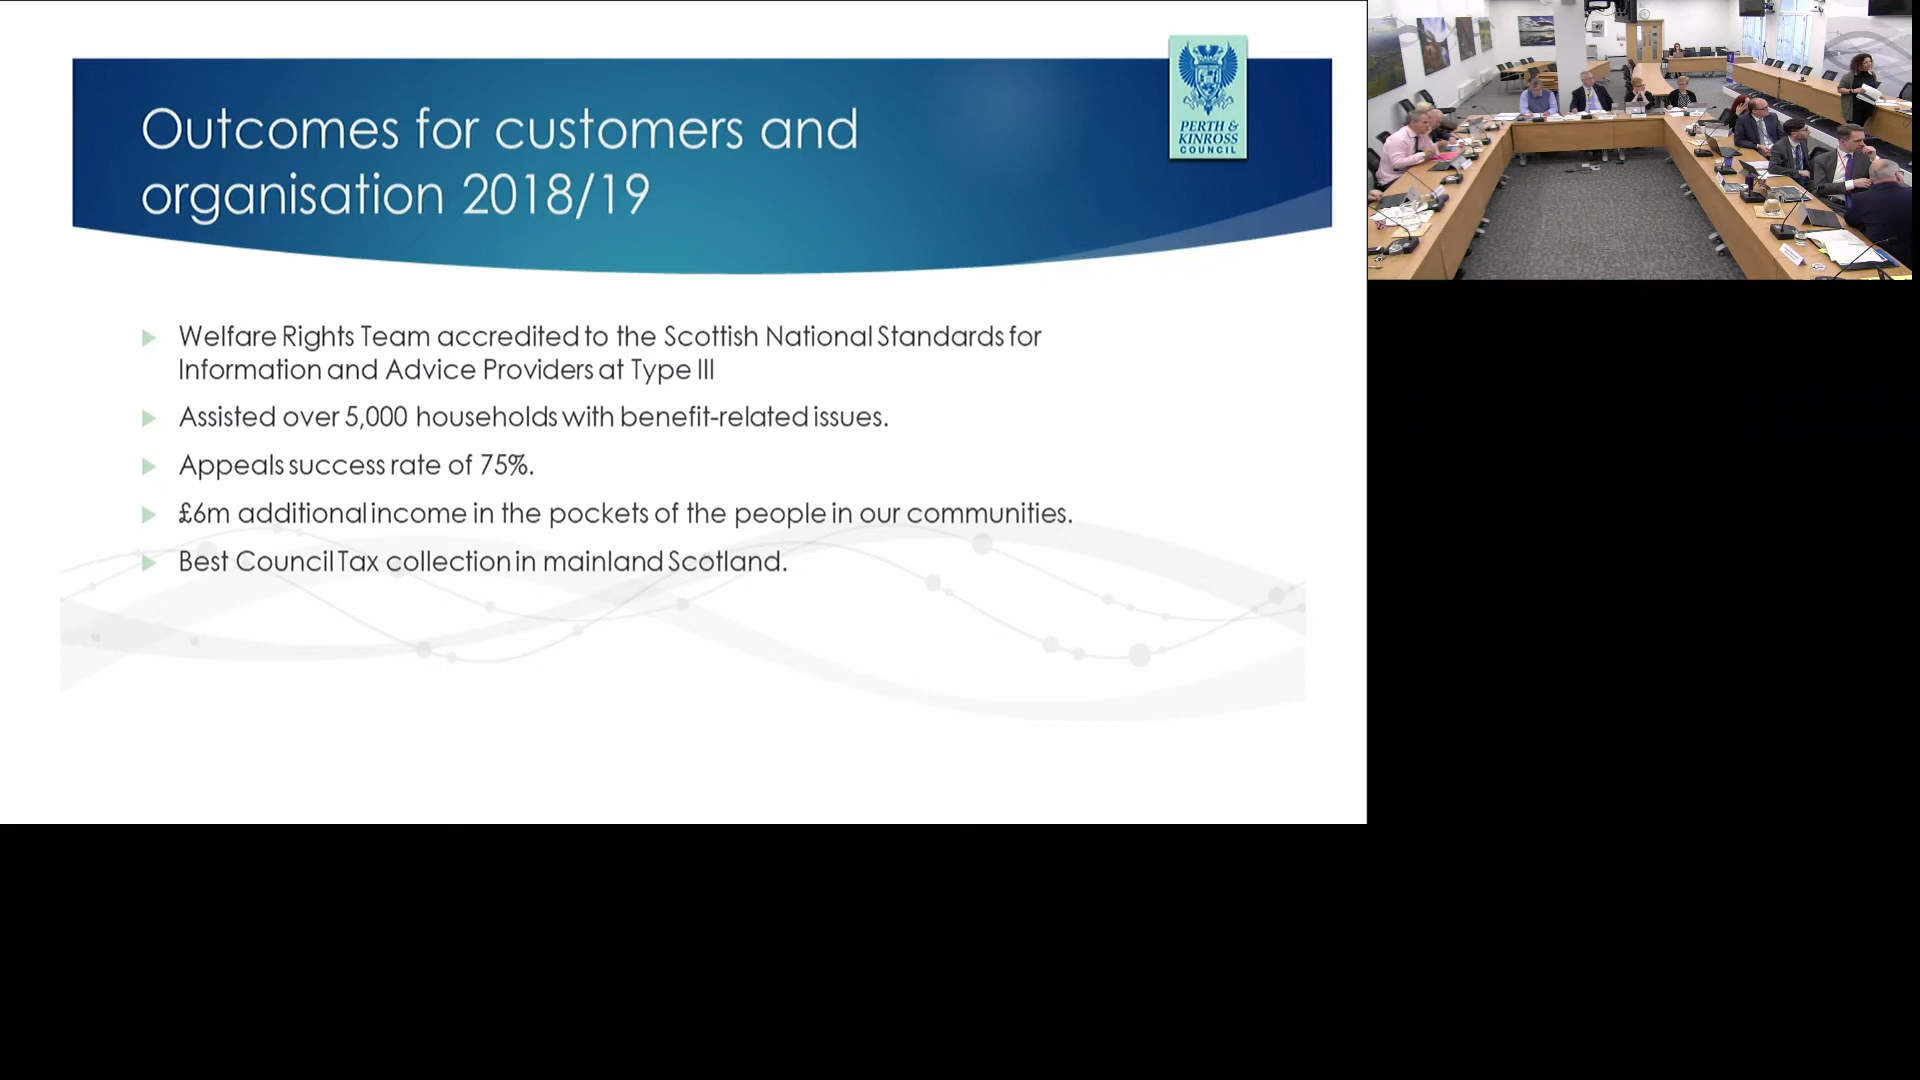 Outcomes for customers and
organisation 2018/19
PERTH &
KINROSS
COUNCIL
Welfare Rights Team accredited to the Scottish National Standards for
Information and Advice Providers at Type III
Assisted over 5,000 households with benefit-related issues.
Appeals success rate of 75%.
£6m additional income in the pockets of the people in our communities.
Best Council Tax collection in mainland Scotland.